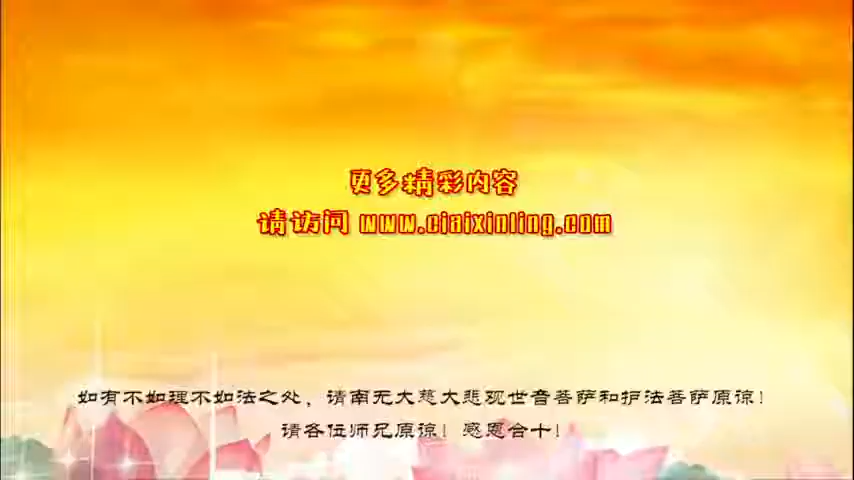 更多精彩内容
请访问 www.ciaixinling.com
如有不如理不如法之处，请南无大慈大悲观世音菩萨和护法菩萨原谅！
请各位师兄原谅！感恩合十！